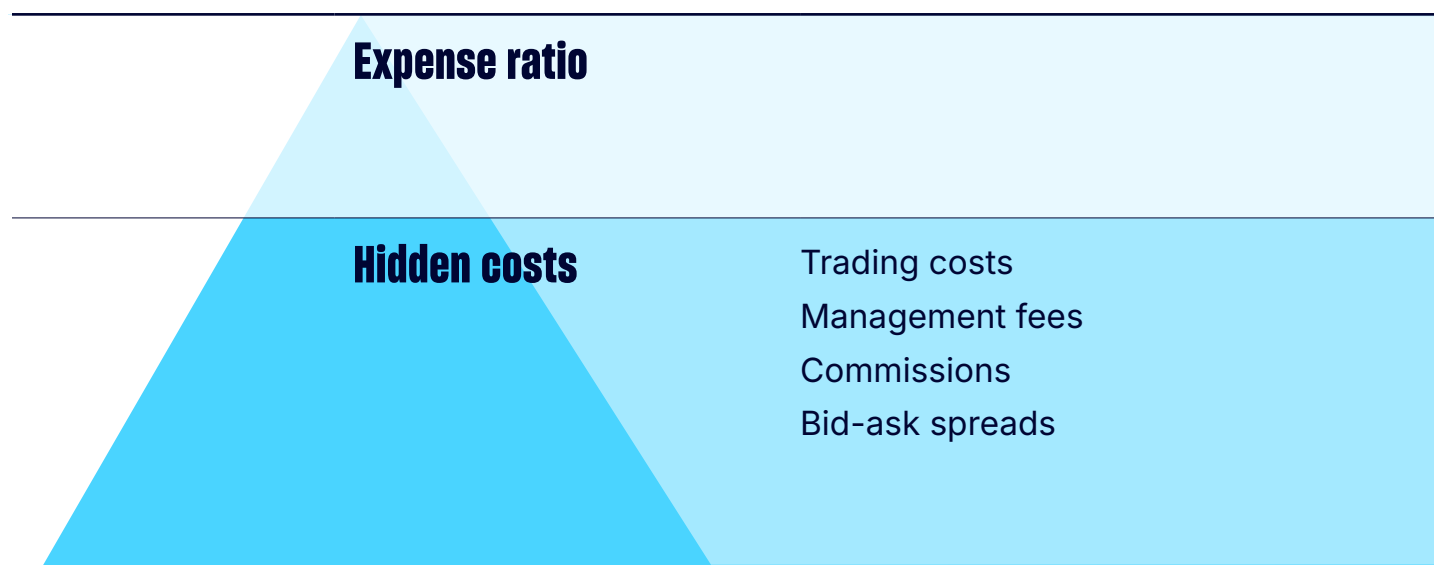 Expense ratio
Hidden costs
Trading costs
Management fees
Commissions
Bid-ask spreads